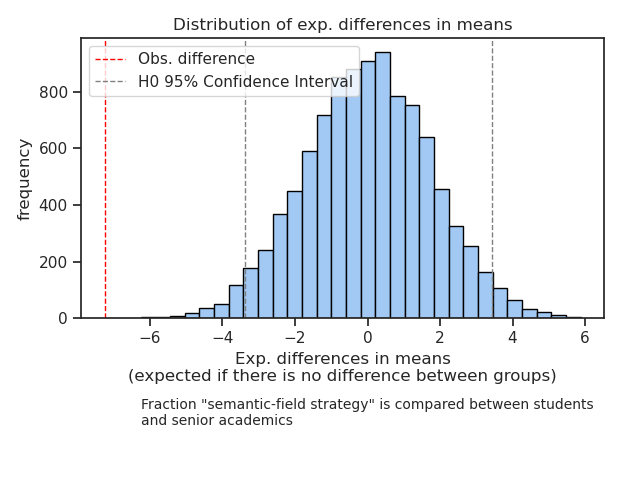 Distribution of exp. differences in means
Obs. difference
H0 95% Confidence Interval
frequency
800
600
400
200
0
−6 −4 −2 0 2 4 6
Exp. differences in means
(expected if there is no difference between groups)
Fraction "semantic-field strategy" is compared between students
and senior academics